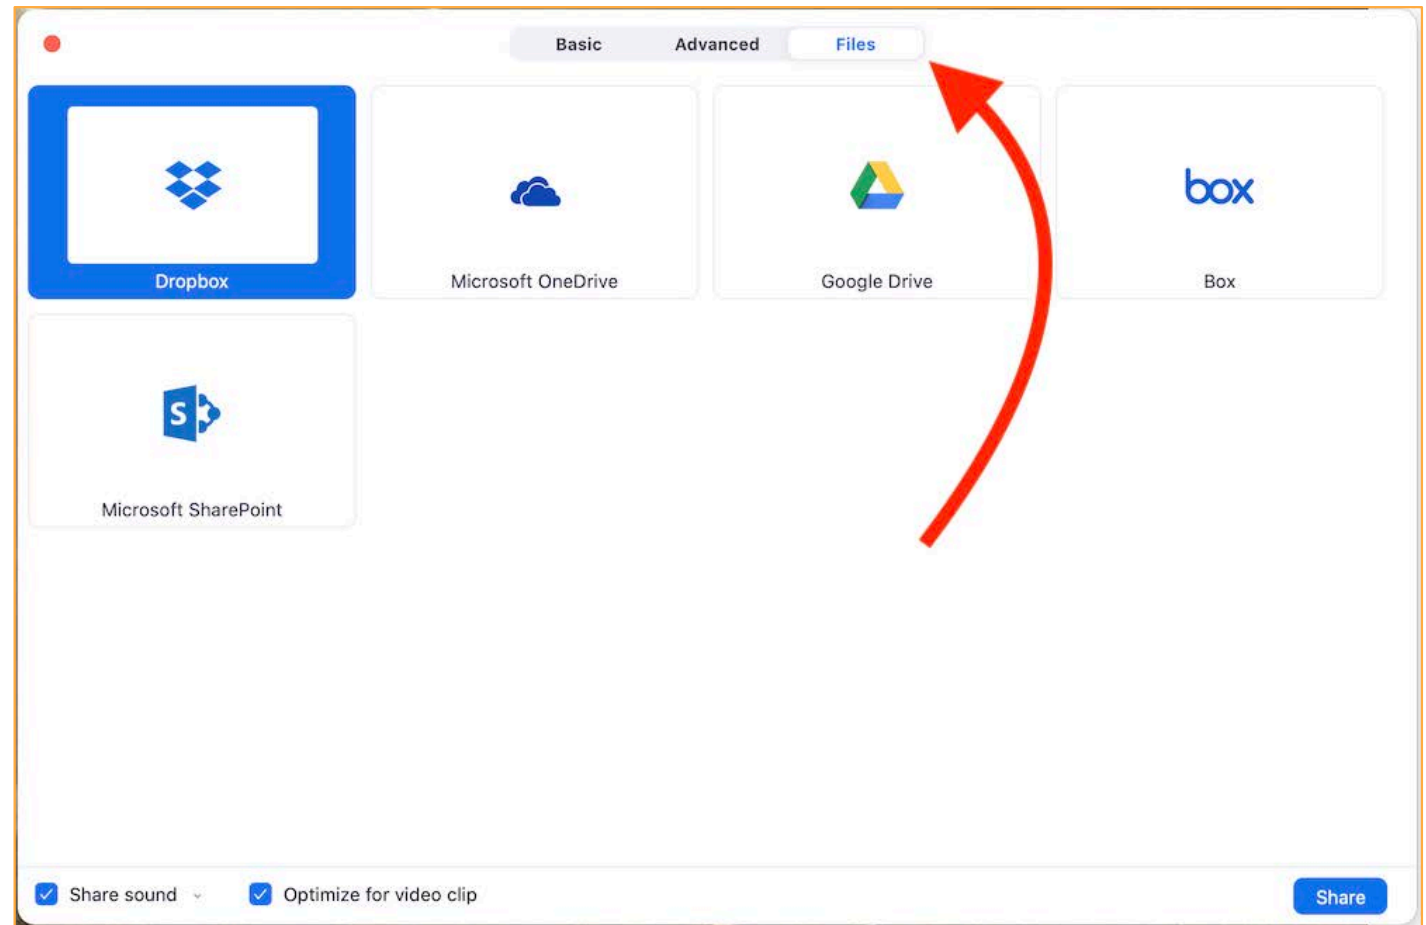 Basic Advanced Files
box
Dropbox Microsoft OneDrive Google Drive Box
S
Microsoft SharePoint
Share sound Optimize for video clip Share